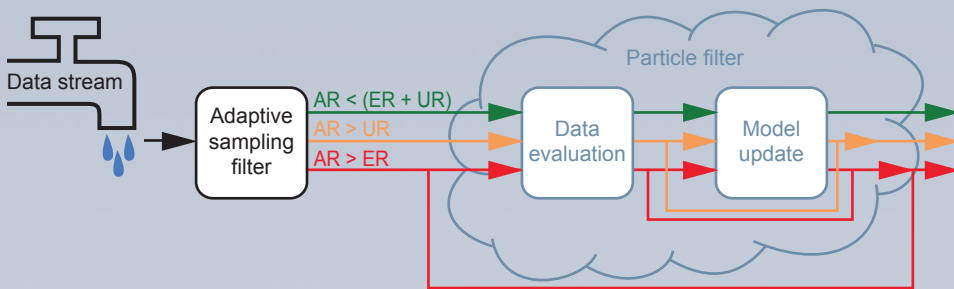 Particle filter
Data stream
AR < (ER + UR)
Adaptive
sampling
filter
AR > UR
AR > ER
Data
evaluation
Model
update